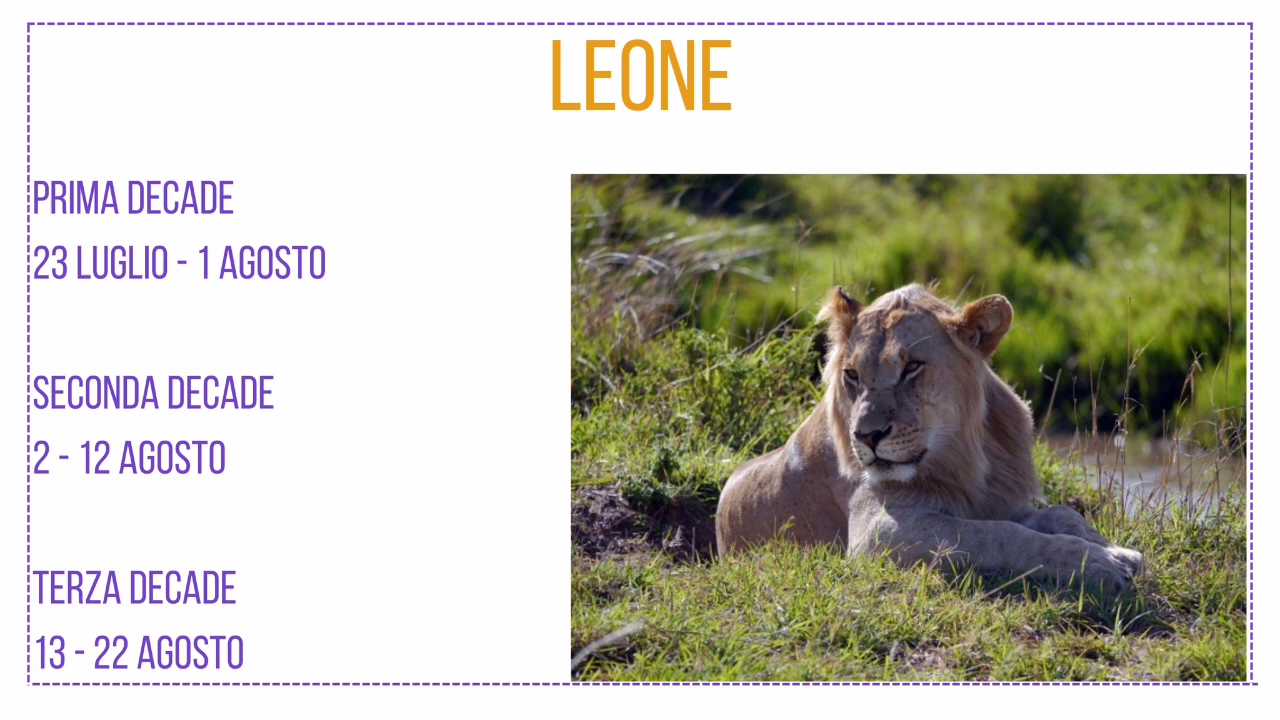 LEONE
PRIMA DECADE
23 LUGLIO - 1 AGOSTO
SECONDA DECADE
2 - 12 AGOSTO
TERZA DECADE
13 - 22 AGOSTO